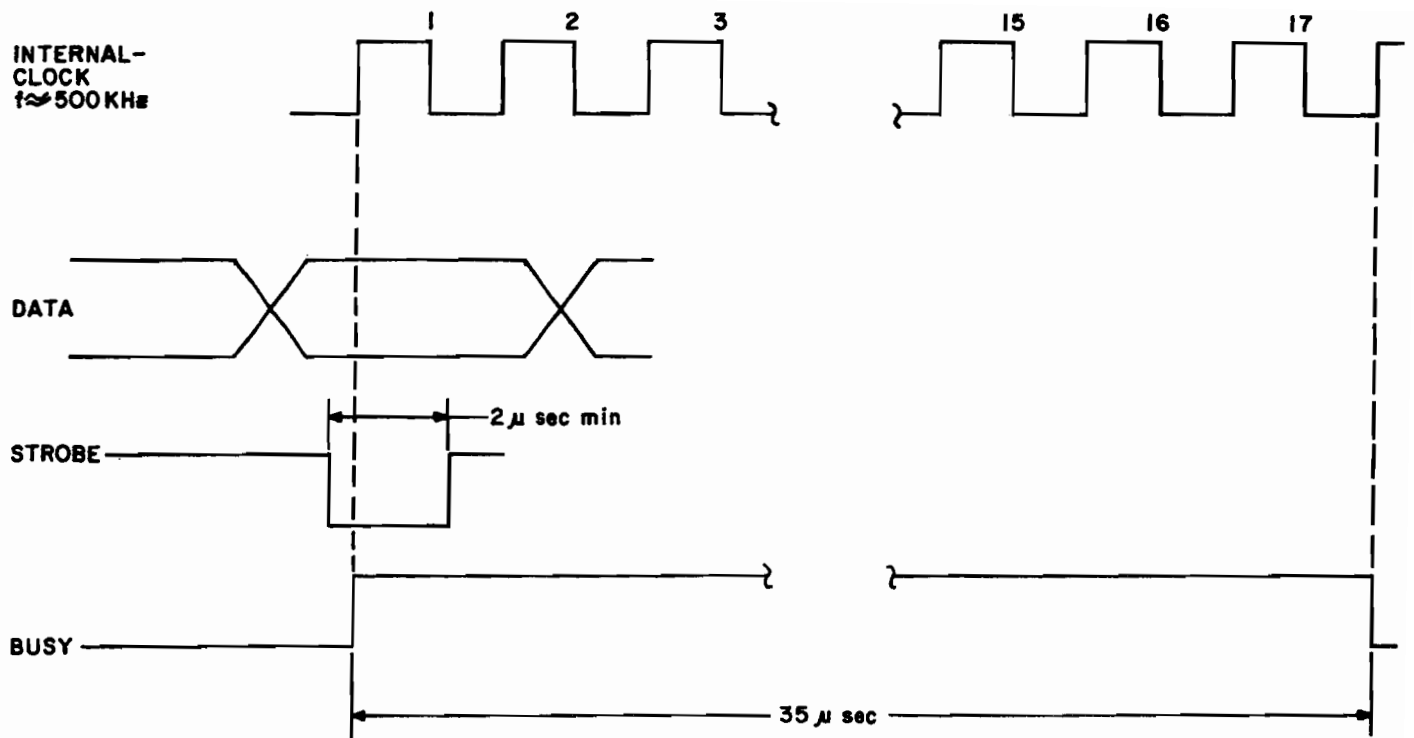 1 2 3 15 16 17
INTERNAL-
CLOCK
f≈500KHz
DATA
2 μ sec min
STROBE
BUSY
35 μ sec